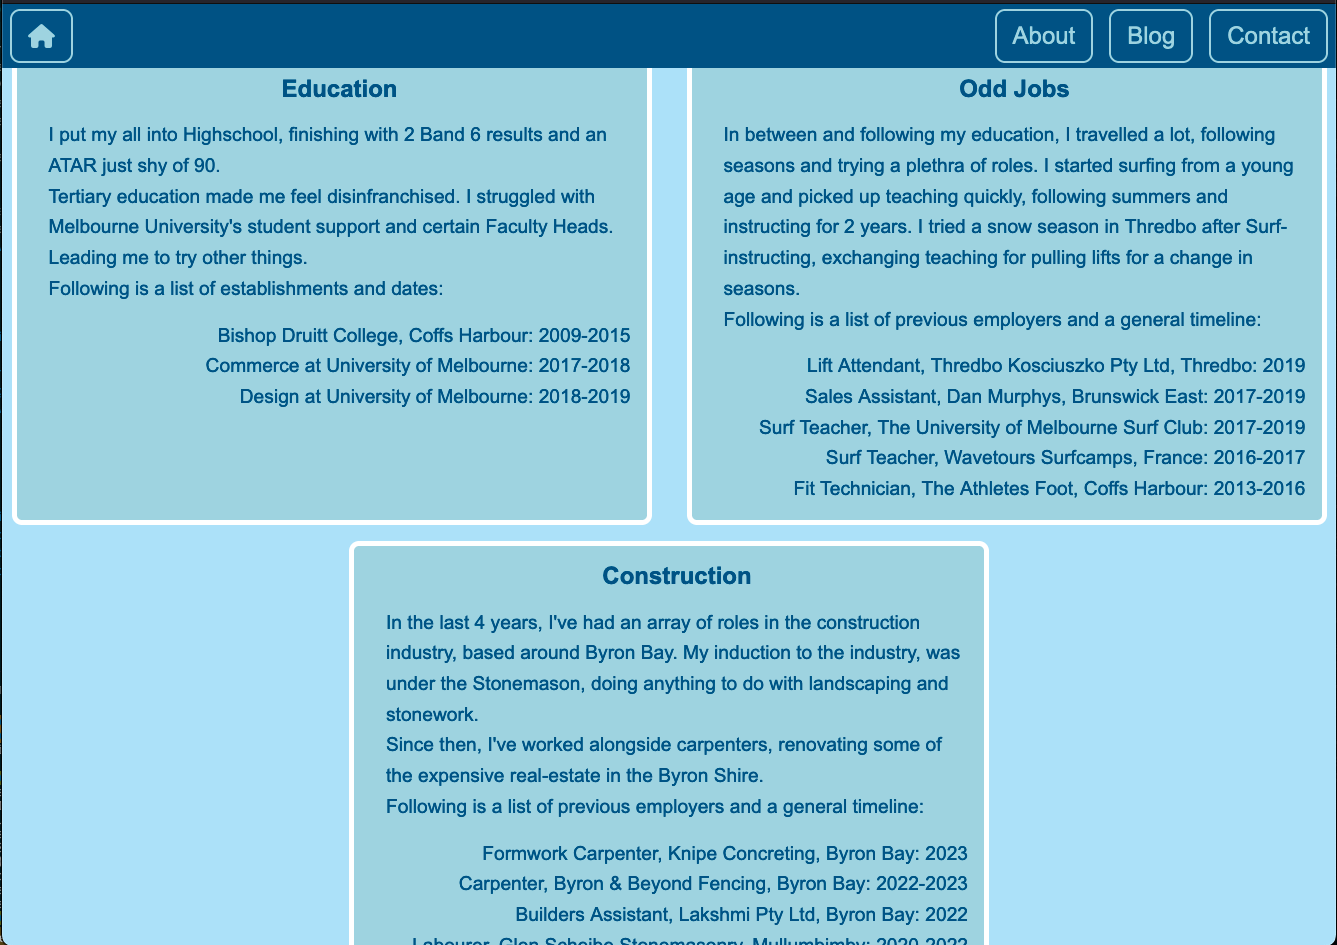 About
Blog
Contact
Education
I put my all into Highschool, finishing with 2 Band 6 results and an
ATAR just shy of 90.
Tertiary education made me feel disinfranchised. I struggled with
Melbourne University's student support and certain Faculty Heads.
Leading me to try other things.
Following is a list of establishments and dates:
Bishop Druitt College, Coffs Harbour: 2009-2015
Commerce at University of Melbourne: 2017-2018
Design at University of Melbourne: 2018-2019
Odd Jobs
In between and following my education, I travelled a lot, following
seasons and trying a plethra of roles. I started surfing from a young
age and picked up teaching quickly, following summers and
instructing for 2 years. I tried a snow season in Thredbo after Surf-
instructing, exchanging teaching for pulling lifts for a change in
seasons.
Following is a list of previous employers and a general timeline:
Lift Attendant, Thredbo Kosciuszko Pty Ltd, Thredbo: 2019
Sales Assistant, Dan Murphys, Brunswick East: 2017-2019
Surf Teacher, The University of Melbourne Surf Club: 2017-2019
Surf Teacher, Wavetours Surfcamps, France: 2016-2017
Fit Technician, The Athletes Foot, Coffs Harbour: 2013-2016
Construction
In the last 4 years, I've had an array of roles in the construction
industry, based around Byron Bay. My induction to the industry, was
under the Stonemason, doing anything to do with landscaping and
stonework.
Since then, I've worked alongside carpenters, renovating some of
the expensive real-estate in the Byron Shire.
Following is a list of previous employers and a general timeline:
Formwork Carpenter, Knipe Concreting, Byron Bay: 2023
Carpenter, Byron & Beyond Fencing, Byron Bay: 2022-2023
Builders Assistant, Lakshmi Pty Ltd, Byron Bay: 2022
Labourer, Glen Scheibe Stonemasonry, Mullumbimby: 2020-2022